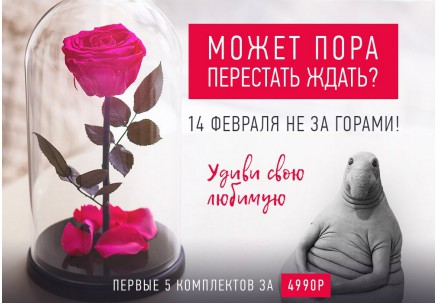 МОЖЕТ ПОРА
ПЕРЕСТАТЬ ЖДАТЬ?
14 ФЕВРАЛЯ НЕ ЗА ГОРАМИ!
Удиви свою
любимую
ПЕРВЫЕ 5 КОМПЛЕКТОВ ЗА 4990Р